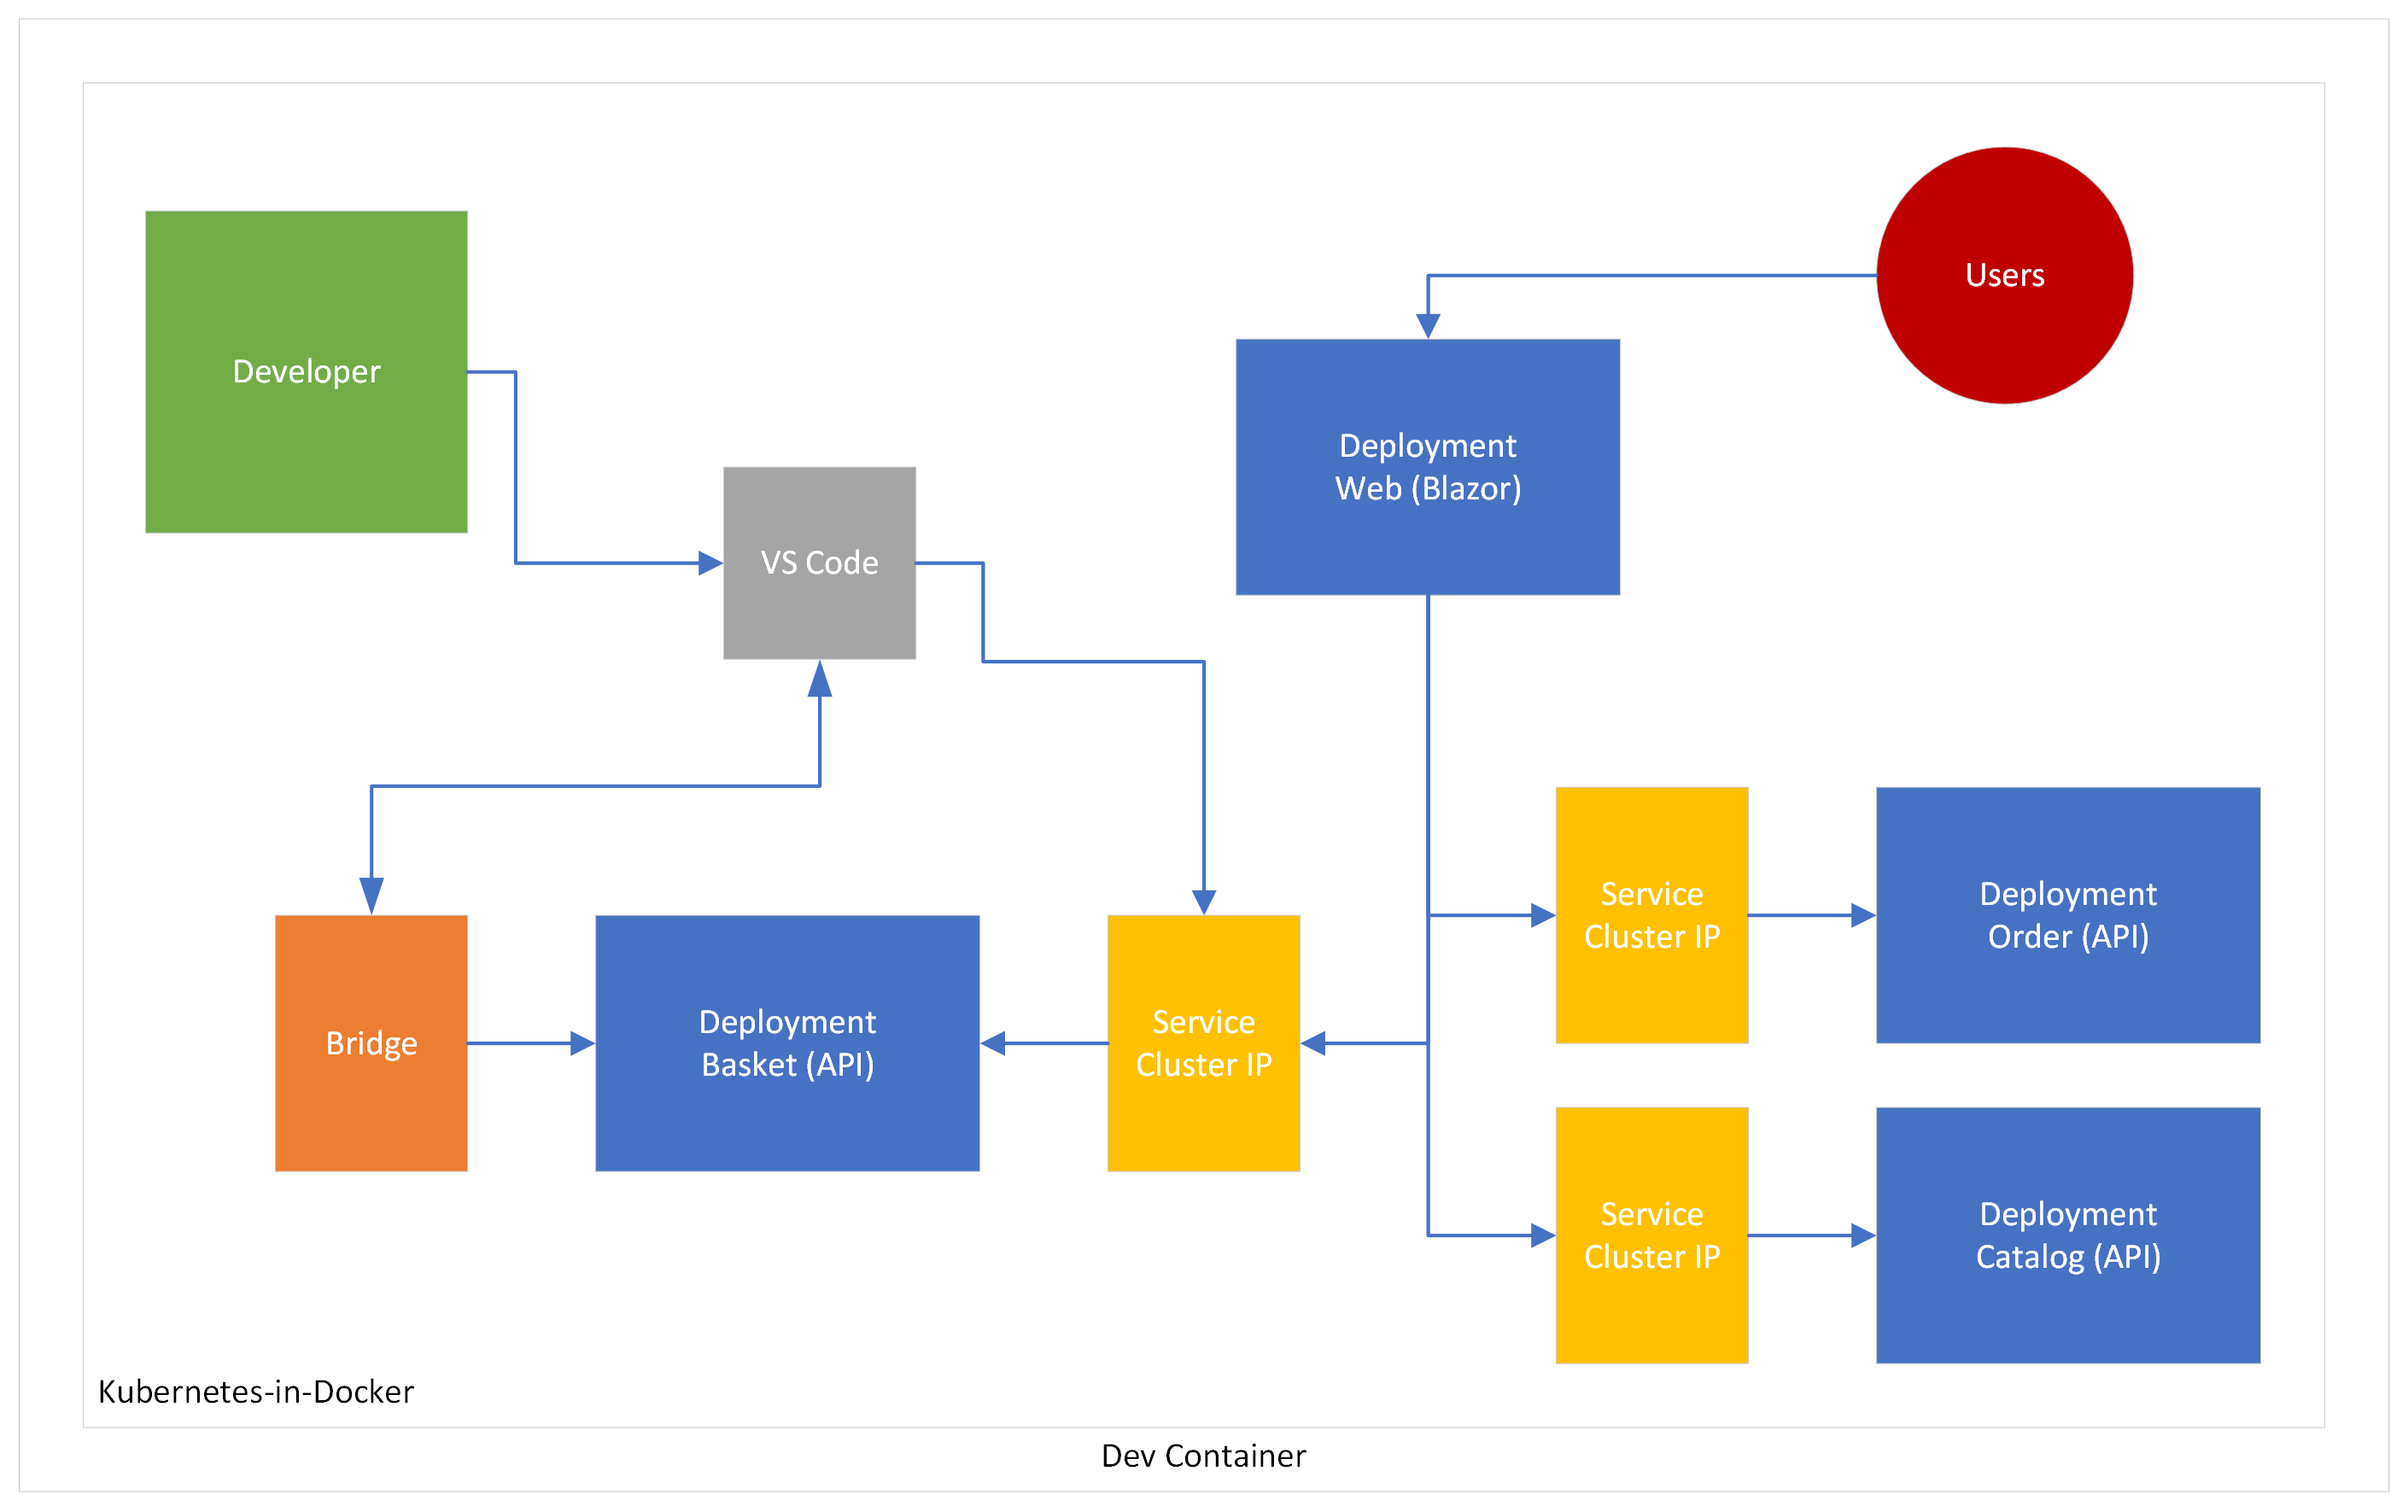 Users
Developer
Deployment
Web (Blazor)
VS Code
Service
Cluster IP
Deployment
Order (API)
Bridge
Deployment
Basket (API)
Service
Cluster IP
Service
Cluster IP
Deployment
Catalog (API)
Kubernetes-in-Docker
Dev Container